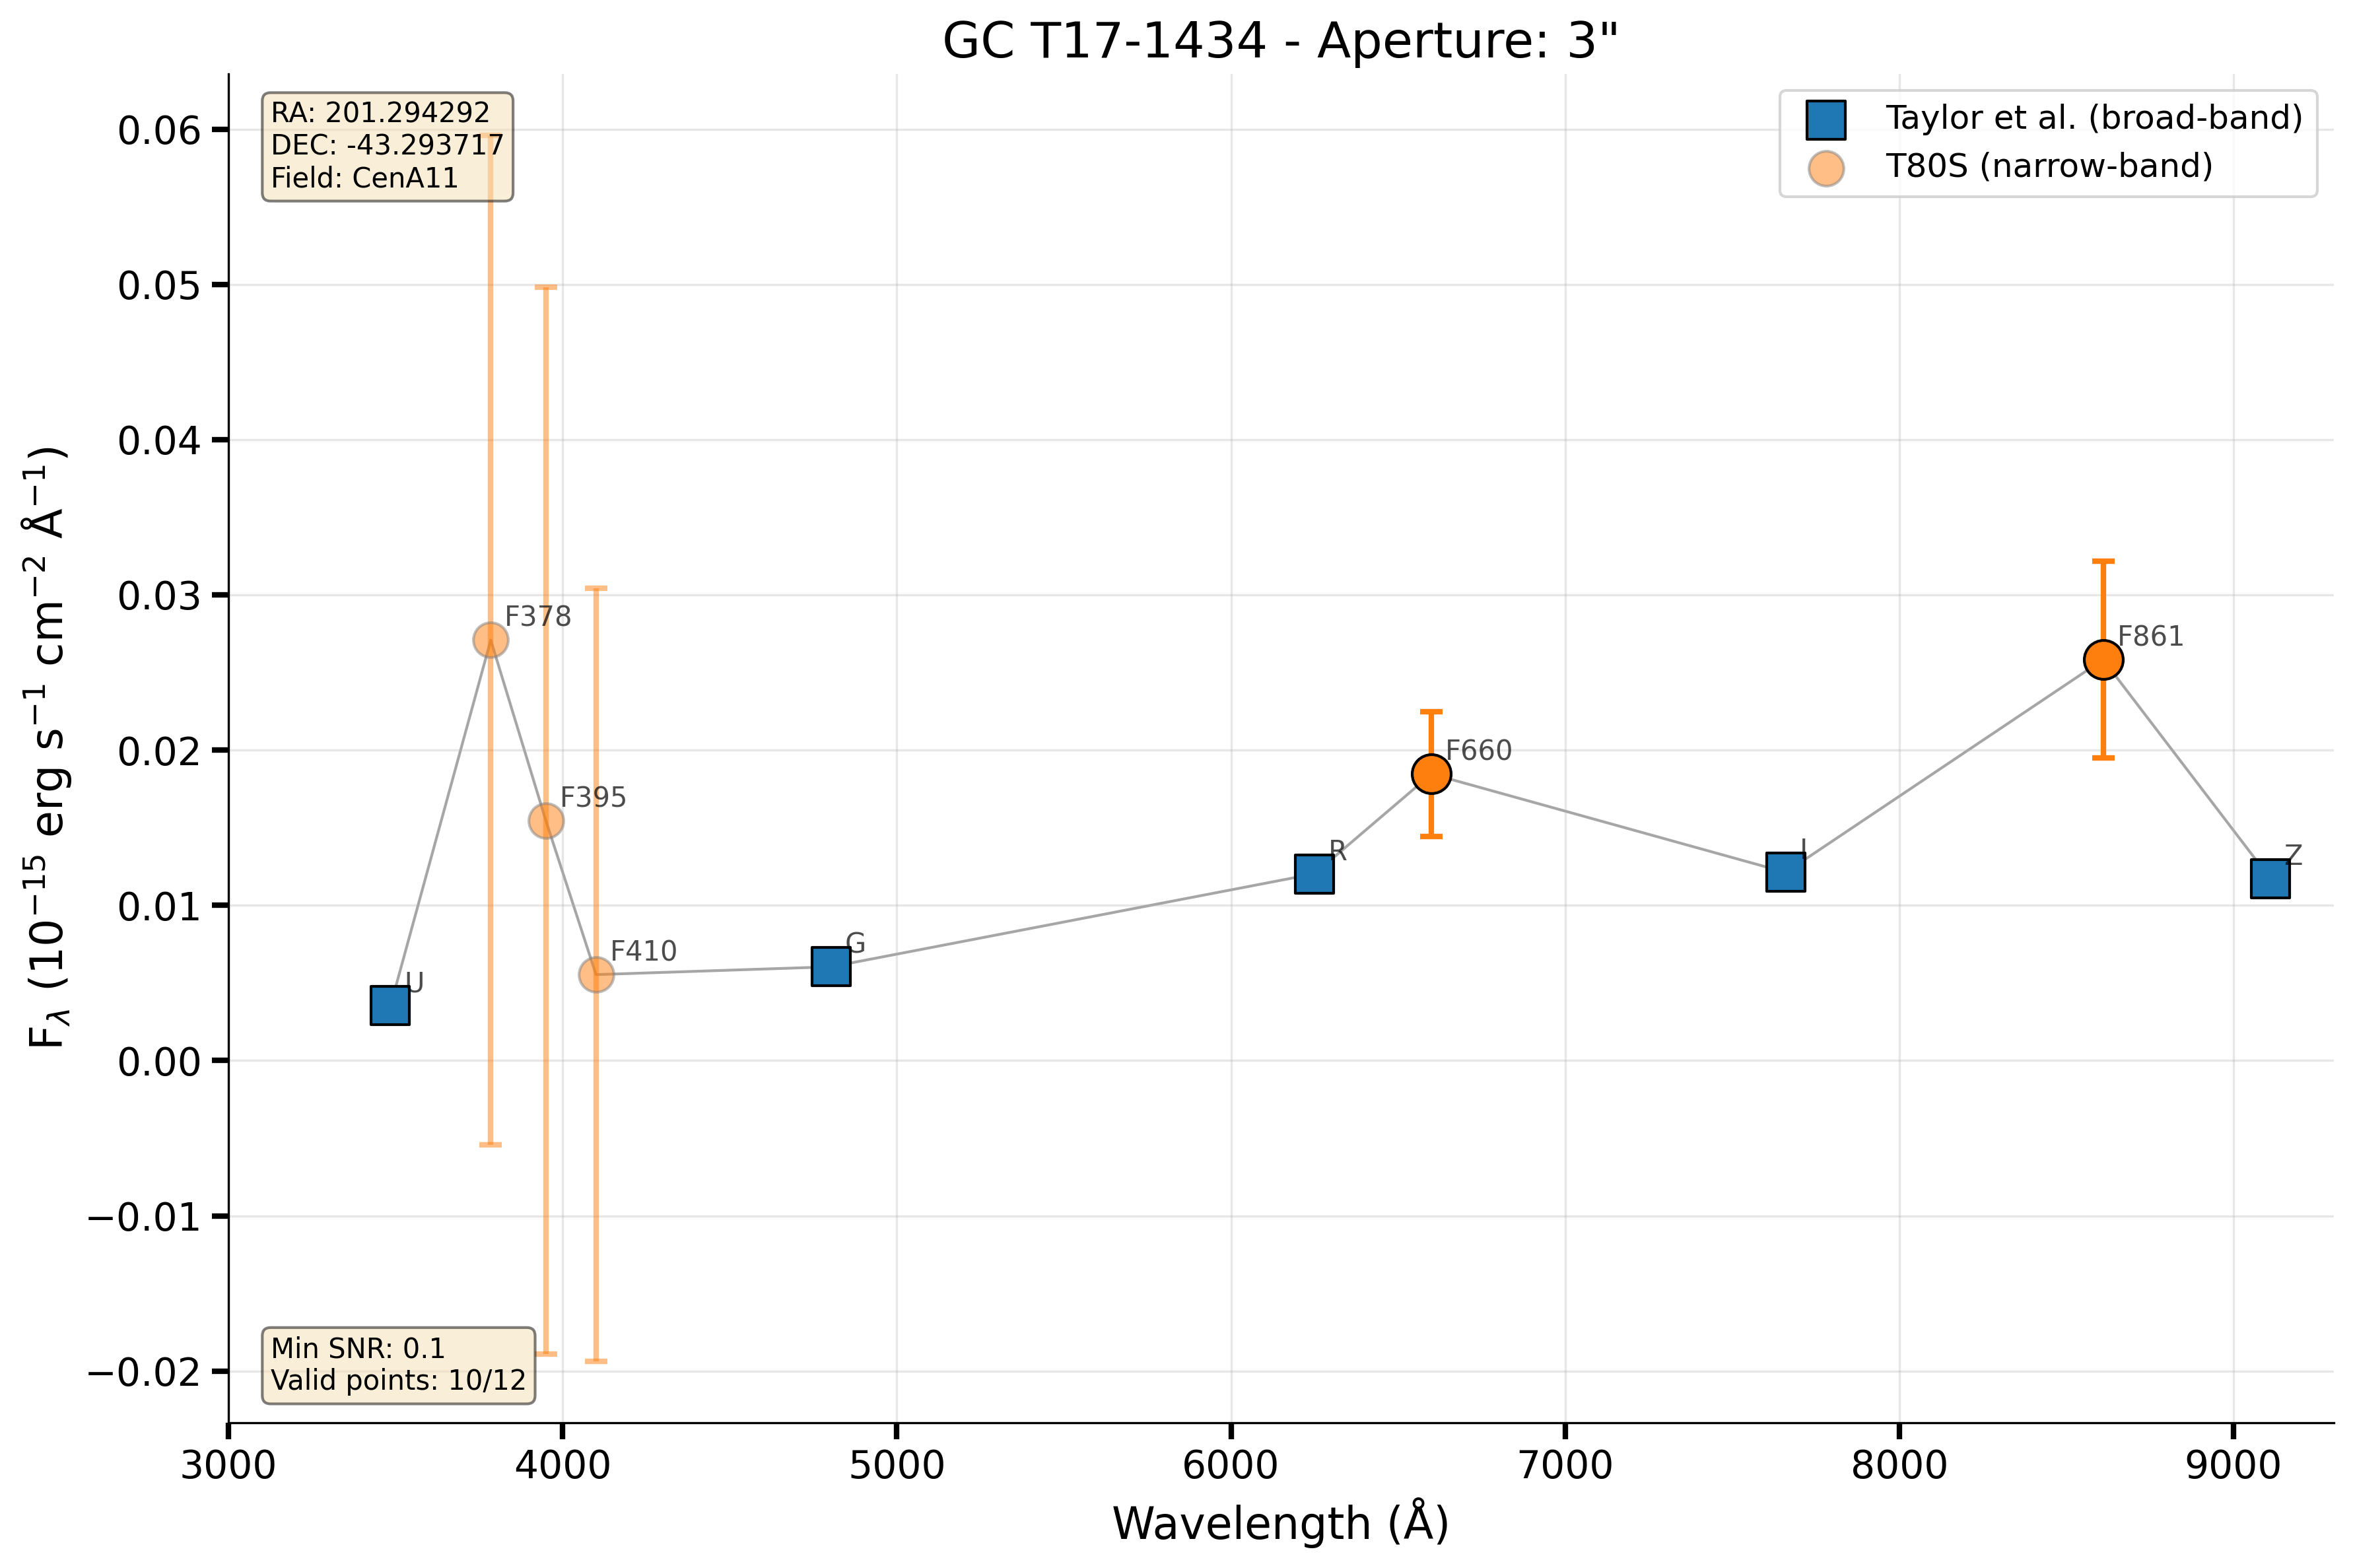 GC T17-1434 - Aperture: 3"
RA: 201.294292
DEC: -43.293717
Field: CenA11
Taylor et al. (broad-band)
T80S (narrow-band)
0.06
0.05
0.04
0.03
0.02
0.01
0.00
−0.01
−0.02
F$_λ$ (10$^{−15}$ erg s$^{−1}$ cm$^{−2}$ Å$^{−1}$)
U
F378
F395
F410
G
R
F660
I
F861
Z
Min SNR: 0.1
Valid points: 10/12
3000 4000 5000 6000 7000 8000 9000
Wavelength (Å)